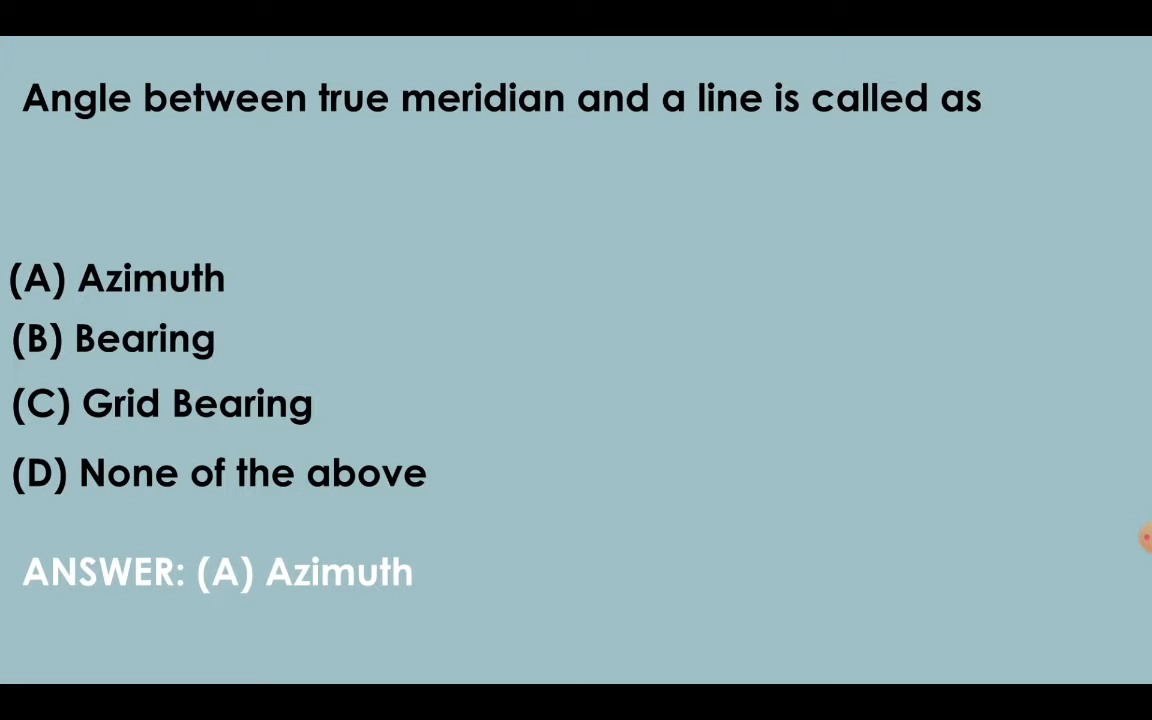 Angle between true meridian and a line is called as
(A) Azimuth
(B) Bearing
(C) Grid Bearing
(D) None of the above
ANSWER: (A) Azimuth